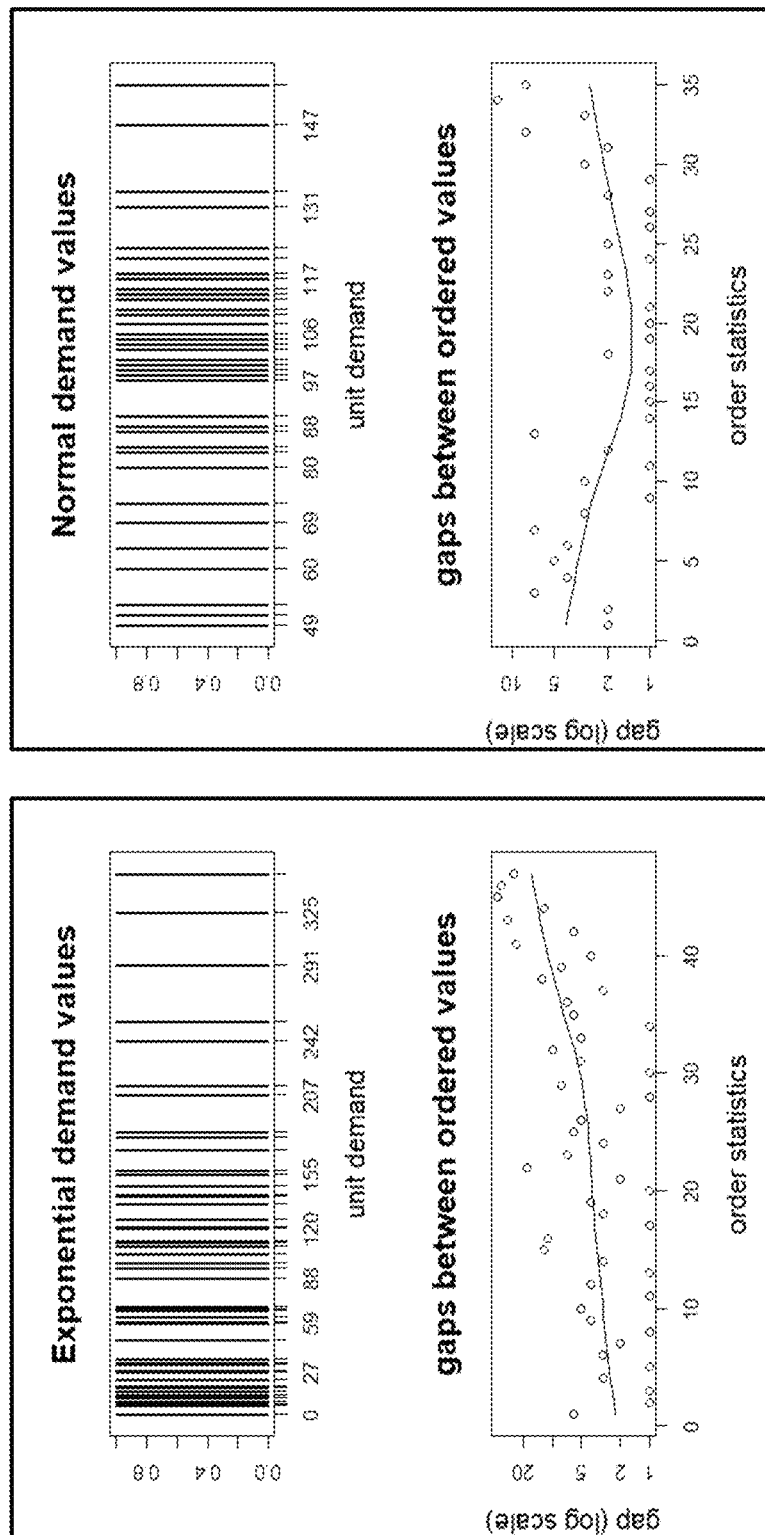 Exponential demand values
0.8
0.4
0.0
0 27 59 88 120 155 207 242 291 325
unit demand
gaps between ordered values
gap (log scale)
20
5
2
1
0 10 20 30 40
order statistics
Normal demand values
0.8
0.4
0.0
49 60 69 80 88 97 106 117 131 147
unit demand
gaps between ordered values
gap (log scale)
10
5
2
1
0 5 10 15 20 25 30 35
order statistics